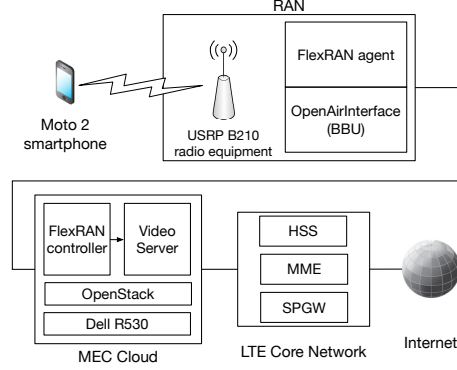 RAN
FlexRAN agent
OpenAirInterface
(BBU)
Moto 2
smartphone
USRP B210
radio equipment
FlexRAN
controller
Video
Server
OpenStack
Dell R530
MEC Cloud
HSS
MME
SPGW
LTE Core Network
Internet